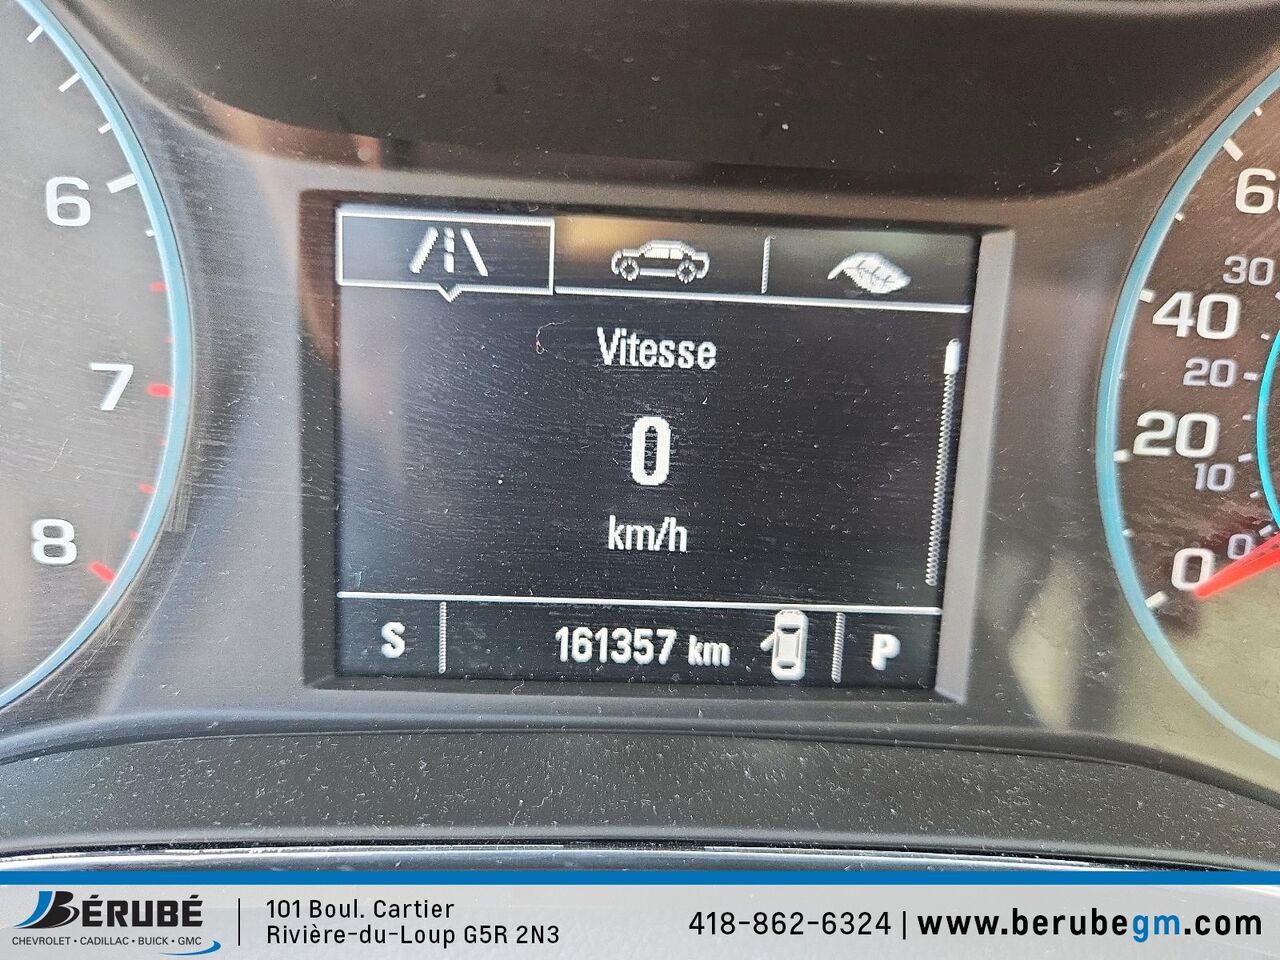 6
7
8
Vitesse
0
km/h
S 161357 km P
60
30
40
20
20
10
0
0
BÉRUBÉ
CHEVROLET • CADILLAC • BUICK • GMC
101 Boul. Cartier
Rivière-du-Loup G5R 2N3
418-862-6324 | www.berubegm.com